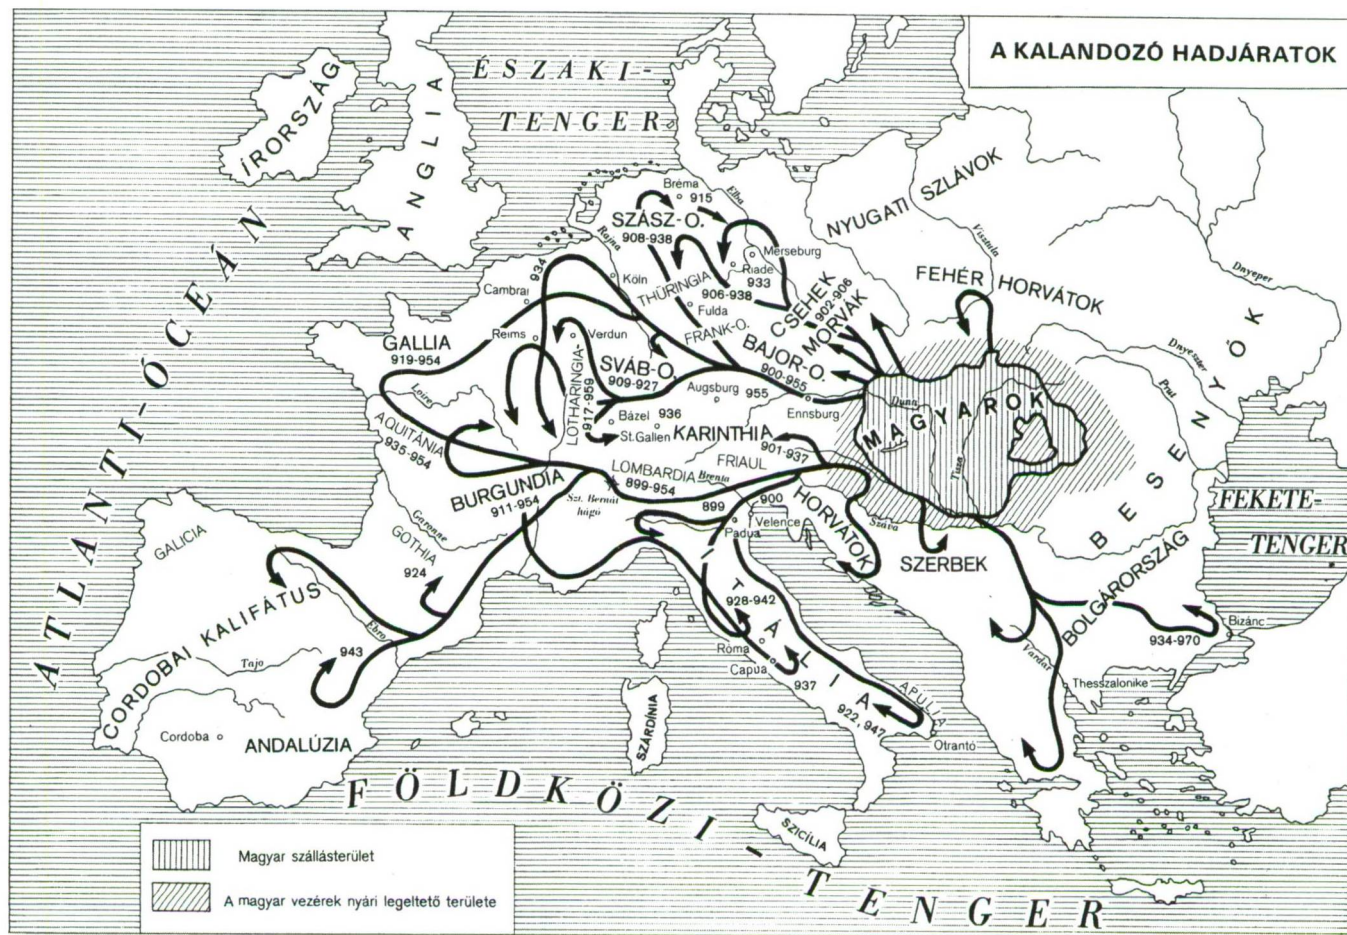 A KALANDOZÓ HADJÁRATOK
ÉSZAKI-
TENGER
ÍRORSZÁG
ANGLIA
ATLANTI-ÓCEÁN
NYUGATI SZLÁVOK
Visztula
Dnyeper
FEHÉR HORVÁTOK
Dnyeszter
Prut
BESENYŐK
Bréma
915
Elba
SZÁSZ-O.
908-938
Rajna
Merseburg
Riade
933
THÜRINGIA
906-938
Köln
934
Cambrai
Fulda
FRANK-O.
CSEHEK
902-906
MORVÁK
BAJOR-O.
900-955
Reims
Verdun
GALLIA
919-954
SVÁB-O.
909-927
LOTHARINGIA
917-959
Augsburg
955
Ennsburg
Duna
MAGYAROK
Tisza
Loire
AQUITÁNIA
935-954
Bázel
936
St.Gallen
KARINTHIA
901-937
FRIAUL
LOMBARDIA
899-954
Brenta
BURGUNDIA
911-954
Szt. Bernát
hágó
899
900
Velence
Padua
HORVÁTOK
Száva
SZERBEK
FEKETE-
TENGER
BOLGÁRORSZÁG
Bizánc
934-970
Vardar
Thesszalonike
GALICIA
Garonne
GOTHIA
924
CORDOBAI KALIFÁTUS
Ebro
943
Tajo
Cordoba
ANDALÚZIA
ITÁLIA
928-942
Róma
Capua
937
APULIA
922, 947
Otrantó
SZARDÍNIA
SZICÍLIA
FÖLDKÖZI-TENGER
Magyar szállásterület
A magyar vezérek nyári legeltető területe